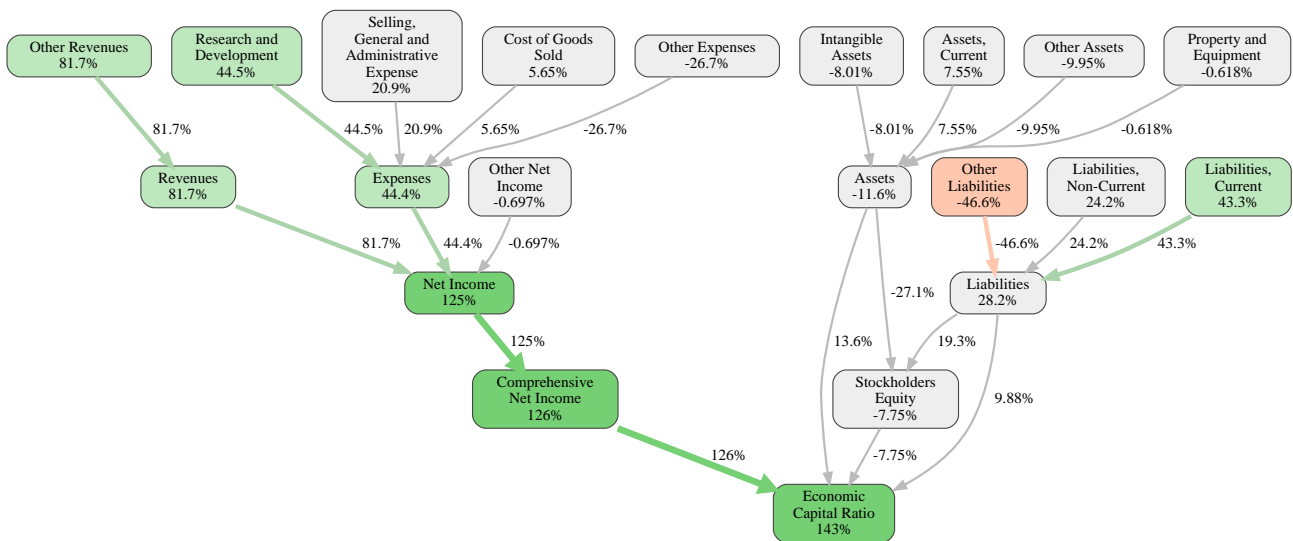 Other Revenues
81.7%
Research and
Development
44.5%
Selling,
General and
Administrative
Expense
20.9%
Cost of Goods
Sold
5.65%
Other Expenses
-26.7%
Intangible
Assets
-8.01%
Assets,
Current
7.55%
Other Assets
-9.95%
Property and
Equipment
-0.618%
81.7%
44.5%
20.9%
5.65%
-26.7%
-8.01%
7.55%
-9.95%
-0.618%
Revenues
81.7%
Expenses
44.4%
Other Net
Income
-0.697%
Assets
-11.6%
Other
Liabilities
-46.6%
Liabilities,
Non-Current
24.2%
Liabilities,
Current
43.3%
81.7%
44.4%
-0.697%
-46.6%
24.2%
43.3%
Net Income
125%
-27.1%
Liabilities
28.2%
125%
13.6%
19.3%
Comprehensive
Net Income
126%
Stockholders
Equity
-7.75%
9.88%
126%
-7.75%
Economic
Capital Ratio
143%